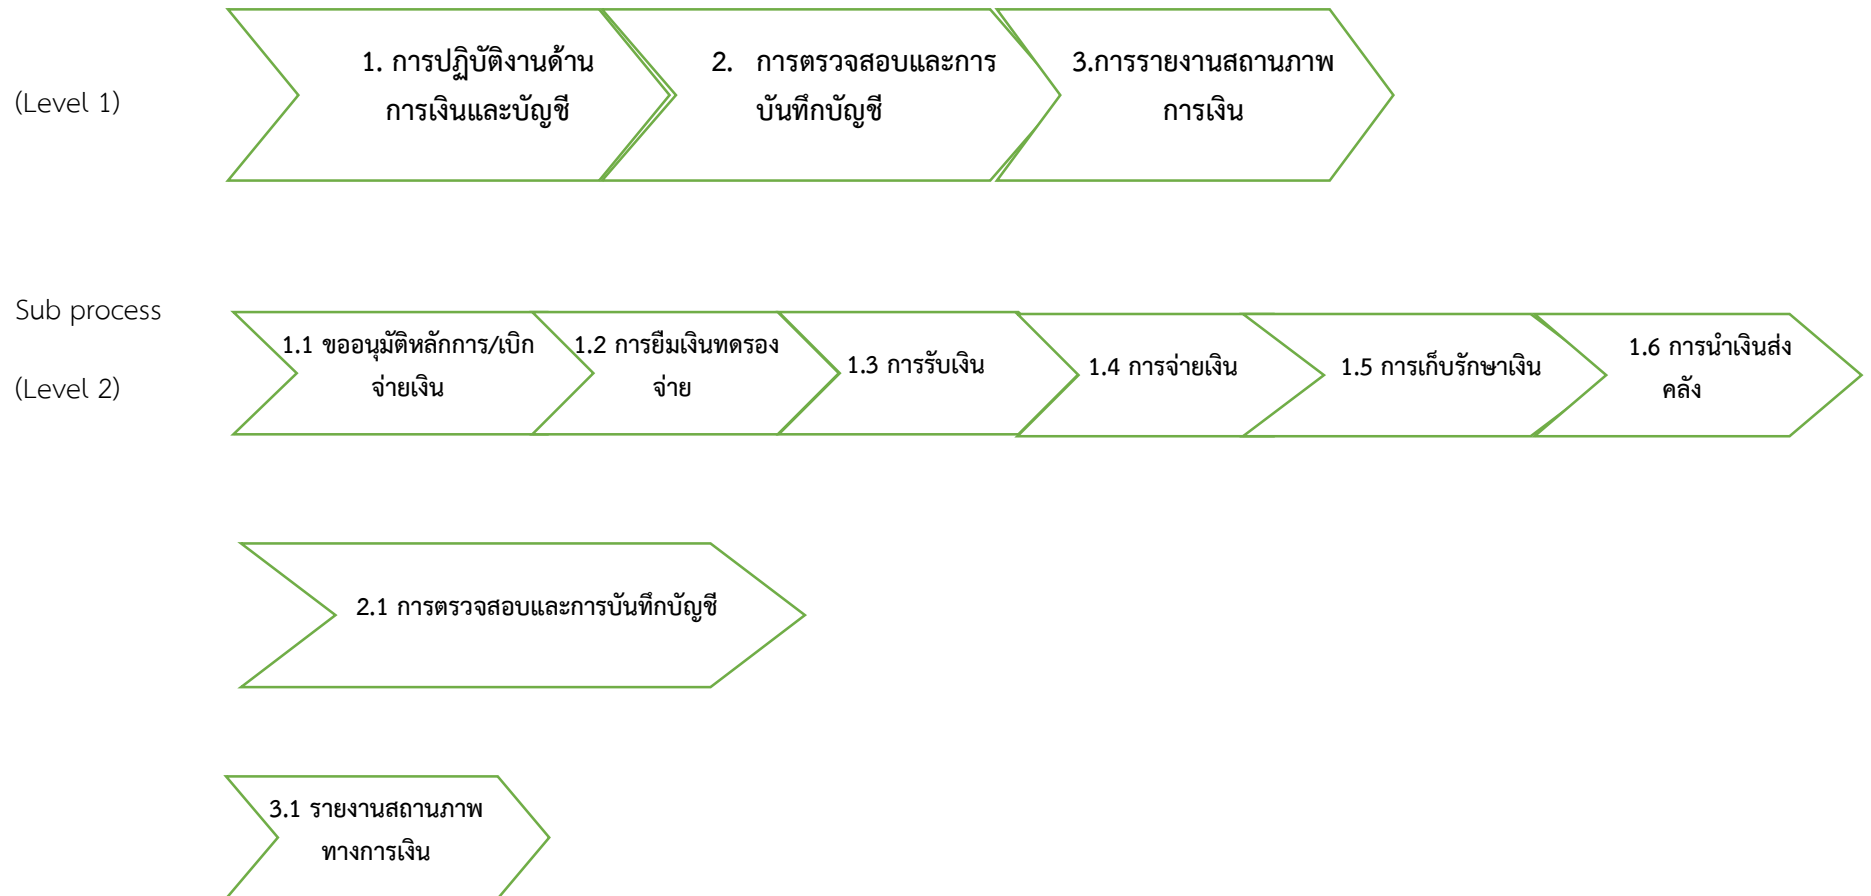 (Level 1)
1. การปฏิบัติงานด้าน
การเงินและบัญชี
2. การตรวจสอบและการ
บันทึกบัญชี
3.การรายงานสถานภาพ
การเงิน
Sub process
(Level 2)
1.1 ขออนุมัติหลักการ/เบิก
จ่ายเงิน
1.2 การยืมเงินทดรอง
จ่าย
1.3 การรับเงิน
1.4 การจ่ายเงิน
1.5 การเก็บรักษาเงิน
1.6 การนำเงินส่ง
คลัง
2.1 การตรวจสอบและการบันทึกบัญชี
3.1 รายงานสถานภาพ
ทางการเงิน